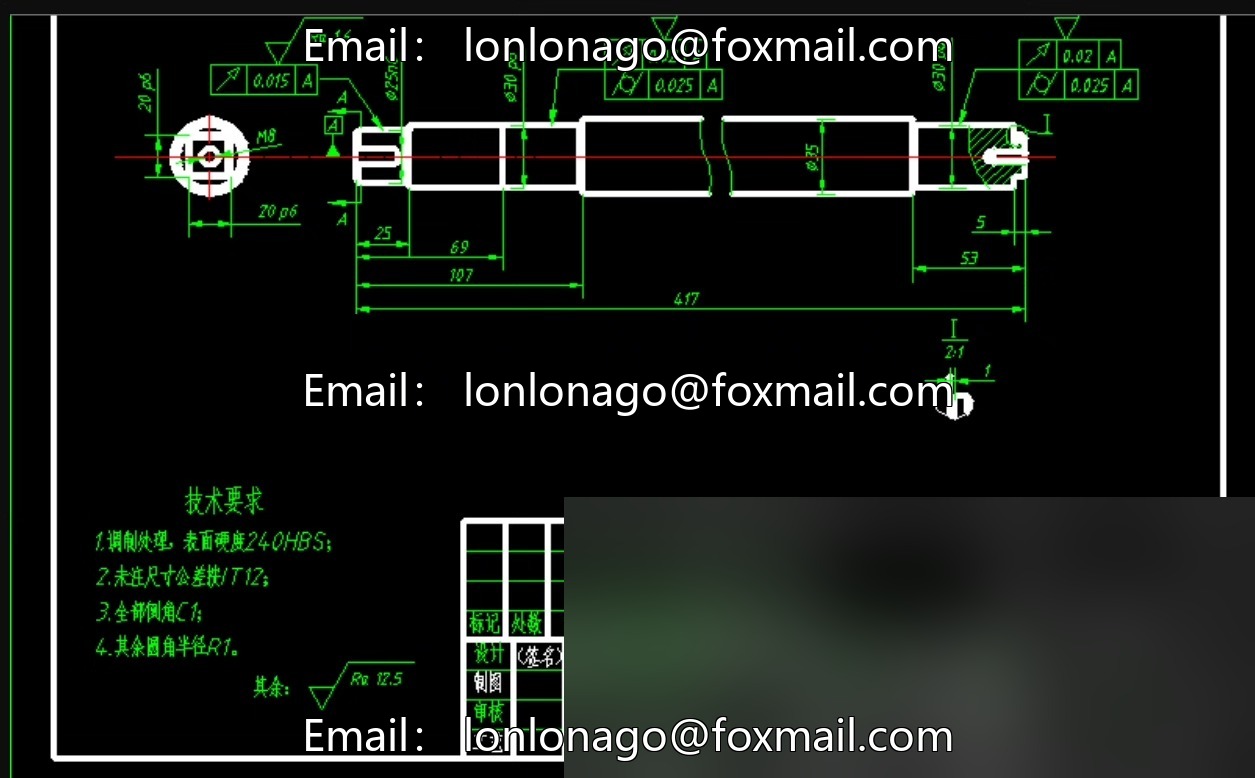 Email： lonlonago@foxmail.com
0.015 A
0.025 A
0.02 A
0.025 A
20 p6
M8
A
A
I
φ35
A
20 p6
25
5
69
53
107
417
I
2:1
1
Email： lonlonago@foxmail.com
技术要求
1.调制处理，表面硬度240HBS；
2.未注尺寸公差按IT12；
3.全部倒角C1；
4.其余圆角半径R1。
其余： Ra 12.5
标记 处数
设计 (签名)
制图
审核
Email： lonlonago@foxmail.com